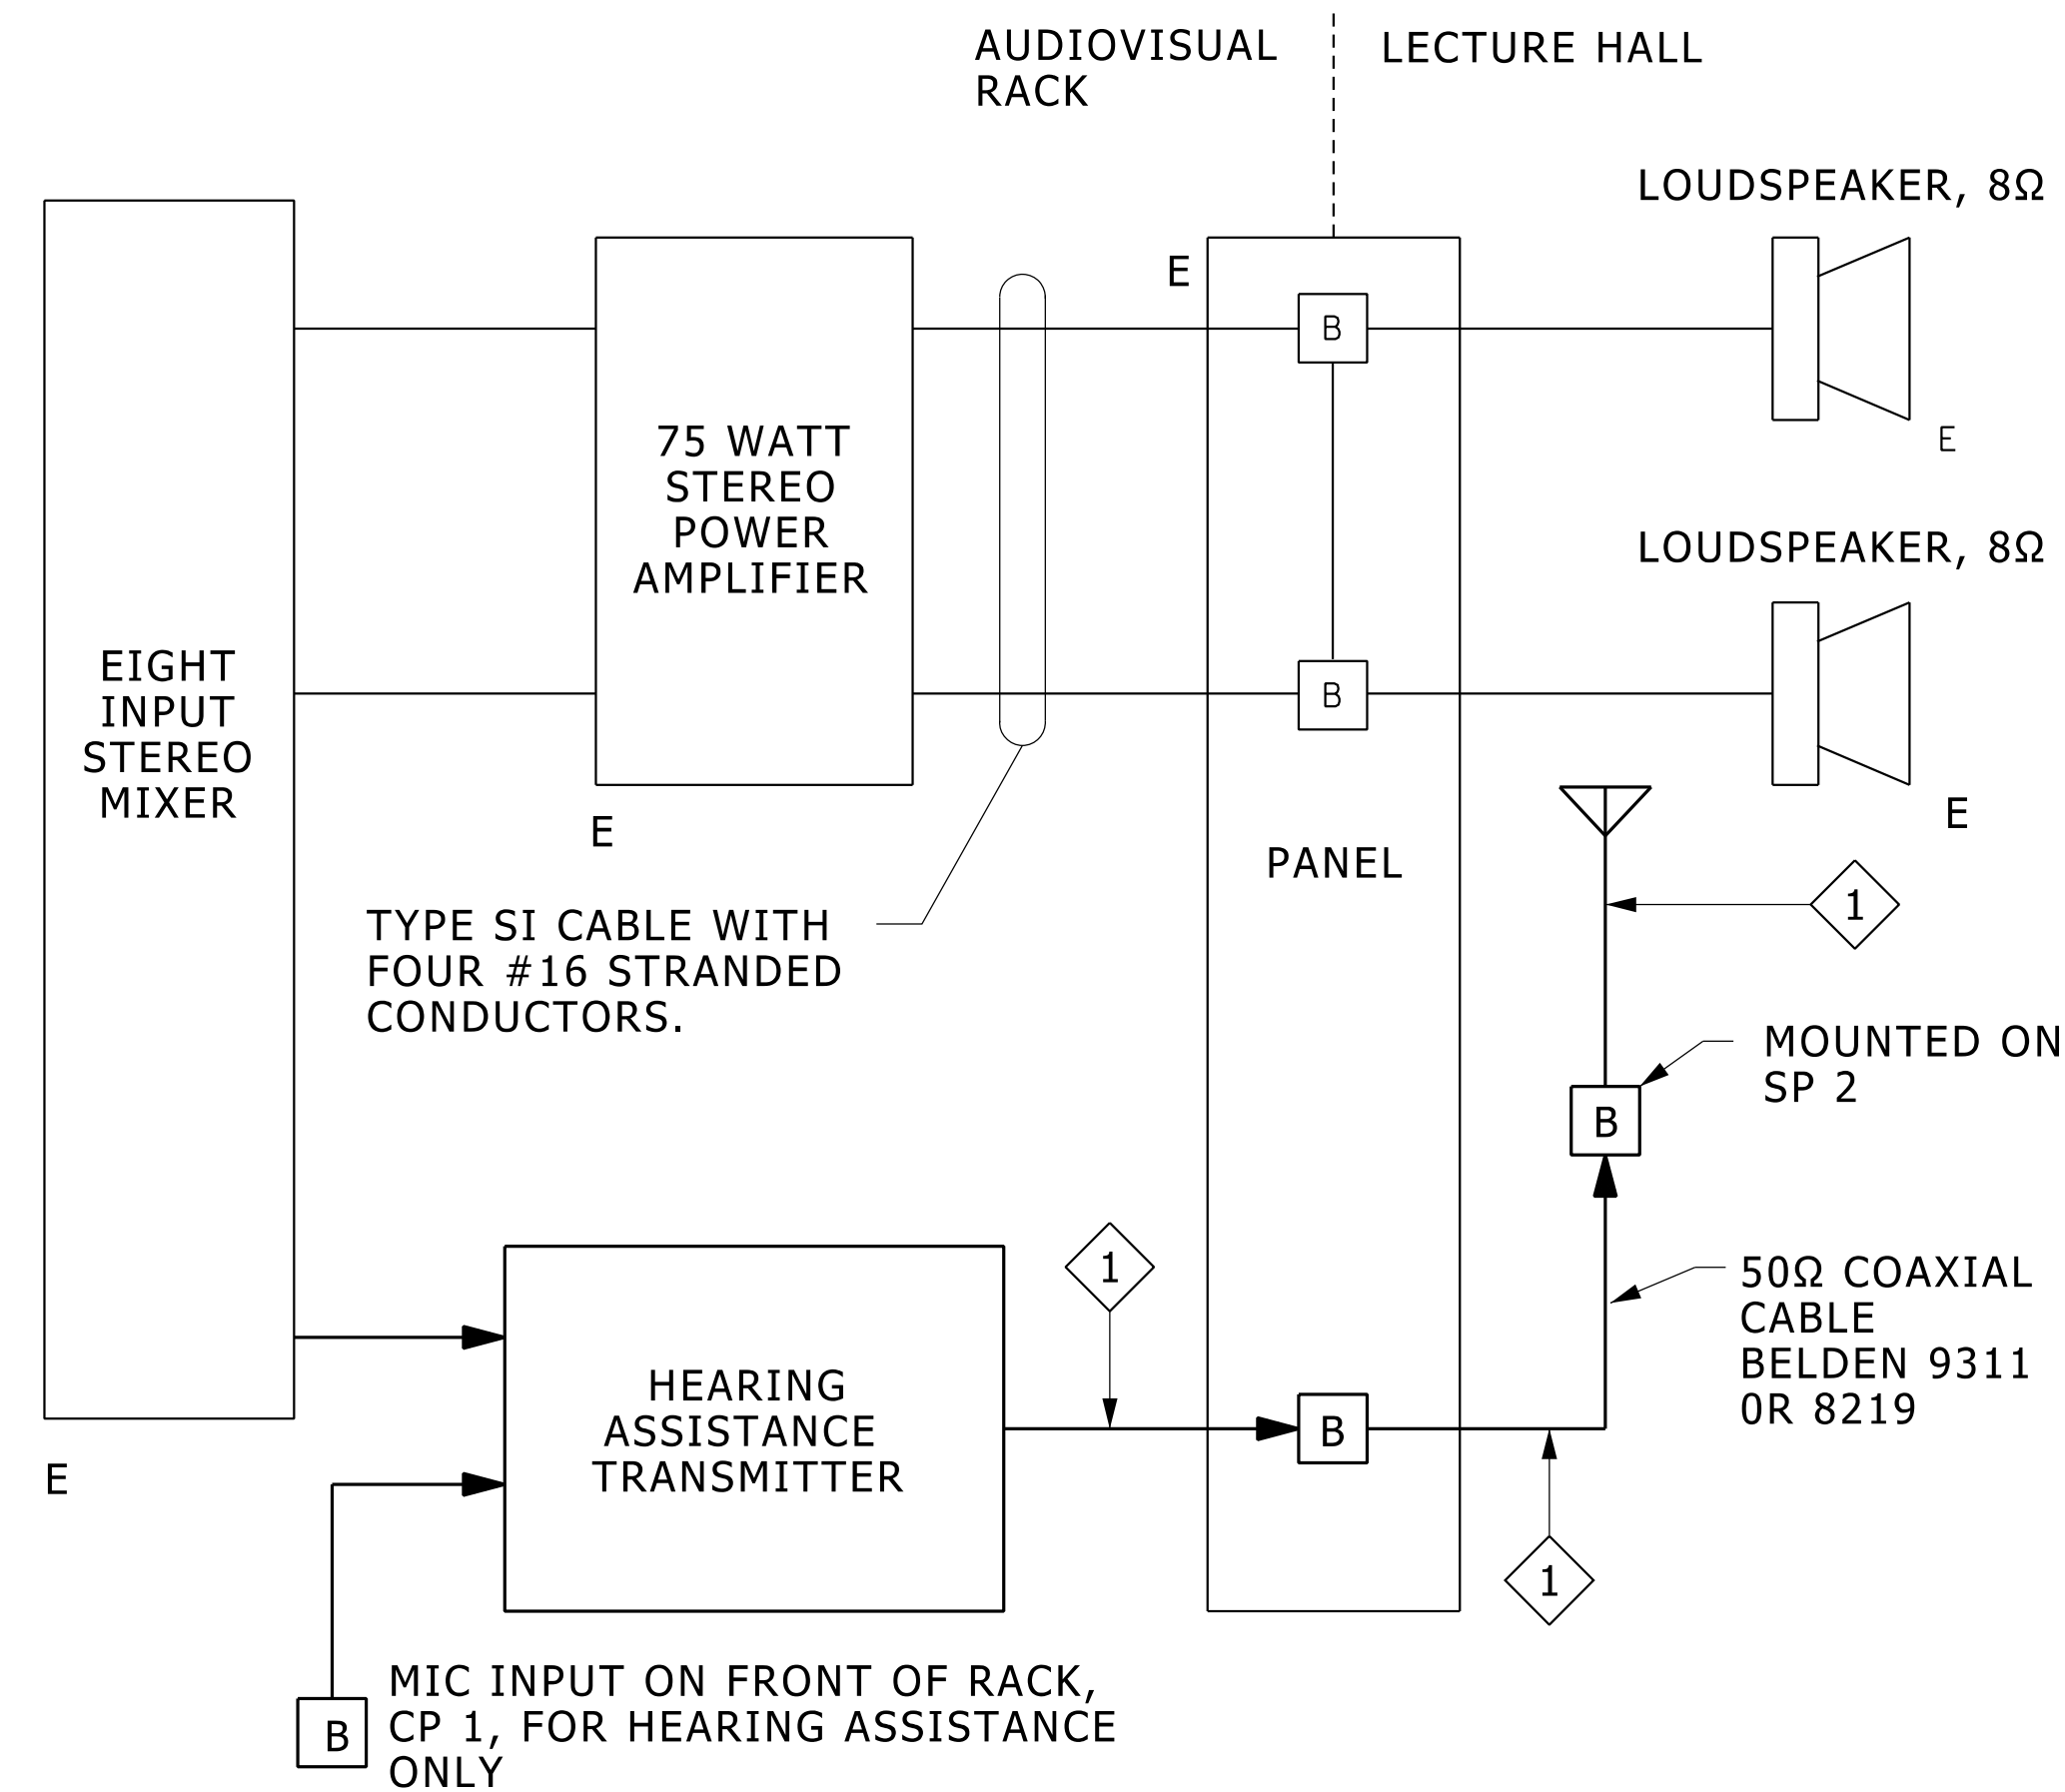 AUDIOVISUAL
RACK
LECTURE HALL
LOUDSPEAKER, 8Ω
E
B
E
75 WATT
STEREO
POWER
AMPLIFIER
LOUDSPEAKER, 8Ω
EIGHT
INPUT
STEREO
MIXER
B
E
E
PANEL
1
TYPE SI CABLE WITH
FOUR #16 STRANDED
CONDUCTORS.
MOUNTED ON
SP 2
B
1
50Ω COAXIAL
CABLE
BELDEN 9311
0R 8219
HEARING
ASSISTANCE
TRANSMITTER
B
E
1
MIC INPUT ON FRONT OF RACK,
CP 1, FOR HEARING ASSISTANCE
ONLY
B